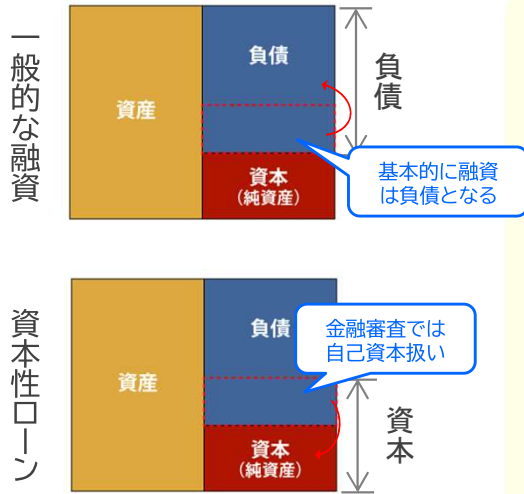 一般的な融資
資産
負債
資本
(純資産)
負債
基本的に融資
は負債となる
資本性ローン
資産
負債
資本
(純資産)
金融審査では
自己資本扱い
資本